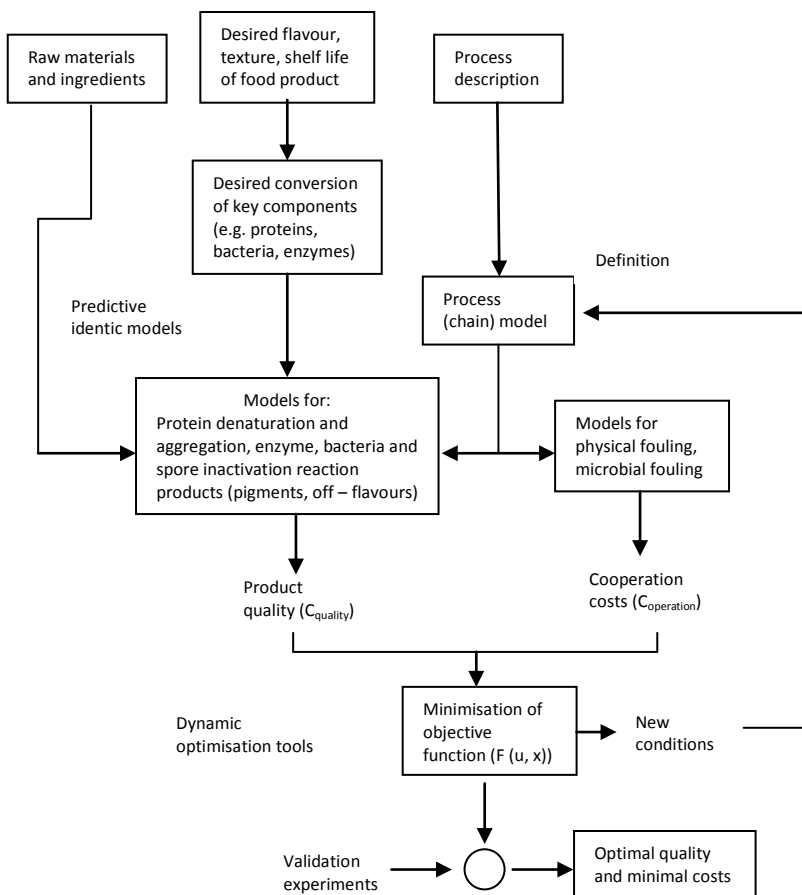 Raw materials
and ingredients
Desired flavour,
texture, shelf life
of food product
Process
description
Desired conversion
of key components
(e.g. proteins,
bacteria, enzymes)
Definition
Predictive
identic models
Process
(chain) model
Models for:
Protein denaturation and
aggregation, enzyme, bacteria and
spore inactivation reaction
products (pigments, off – flavours)
Models for
physical fouling,
microbial fouling
Product
quality (Cquality)
Cooperation
costs (Coperation)
Dynamic
optimisation tools
Minimisation of
objective
function (F (u, x))
New
conditions
Validation
experiments
Optimal quality
and minimal costs